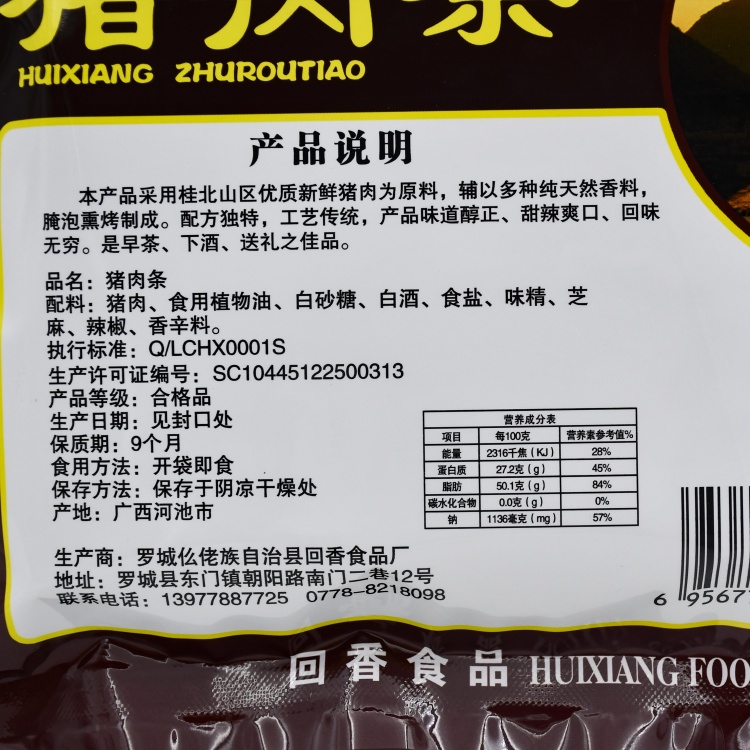 猪肉条
HUIXIANG ZHUROUTIAO
产品说明
本产品采用桂北山区优质新鲜猪肉为原料，辅以多种纯天然香料，
腌泡熏烤制成。配方独特，工艺传统，产品味道醇正、甜辣爽口、回味
无穷。是早茶、下酒、送礼之佳品。
品名：猪肉条
配料：猪肉、食用植物油、白砂糖、白酒、食盐、味精、芝
麻、辣椒、香辛料。
执行标准：Q/LCHX0001S
生产许可证编号：SC10445122500313
产品等级：合格品
生产日期：见封口处
保质期：9个月
食用方法：开袋即食
保存方法：保存于阴凉干燥处
产地：广西河池市
营养成分表
项目 每100克 营养素参考值%
能量 2316千焦（KJ） 28%
蛋白质 27.2克（g） 45%
脂肪 50.1克（g） 84%
碳水化合物 0.0克（g） 0%
钠 1136毫克（mg） 57%
生产商：罗城仫佬族自治县回香食品厂
地址：罗城县东门镇朝阳路南门二巷12号
联系电话：13977887725 0778-8218098
6 95677
回香食品 HUIXIANG FOO